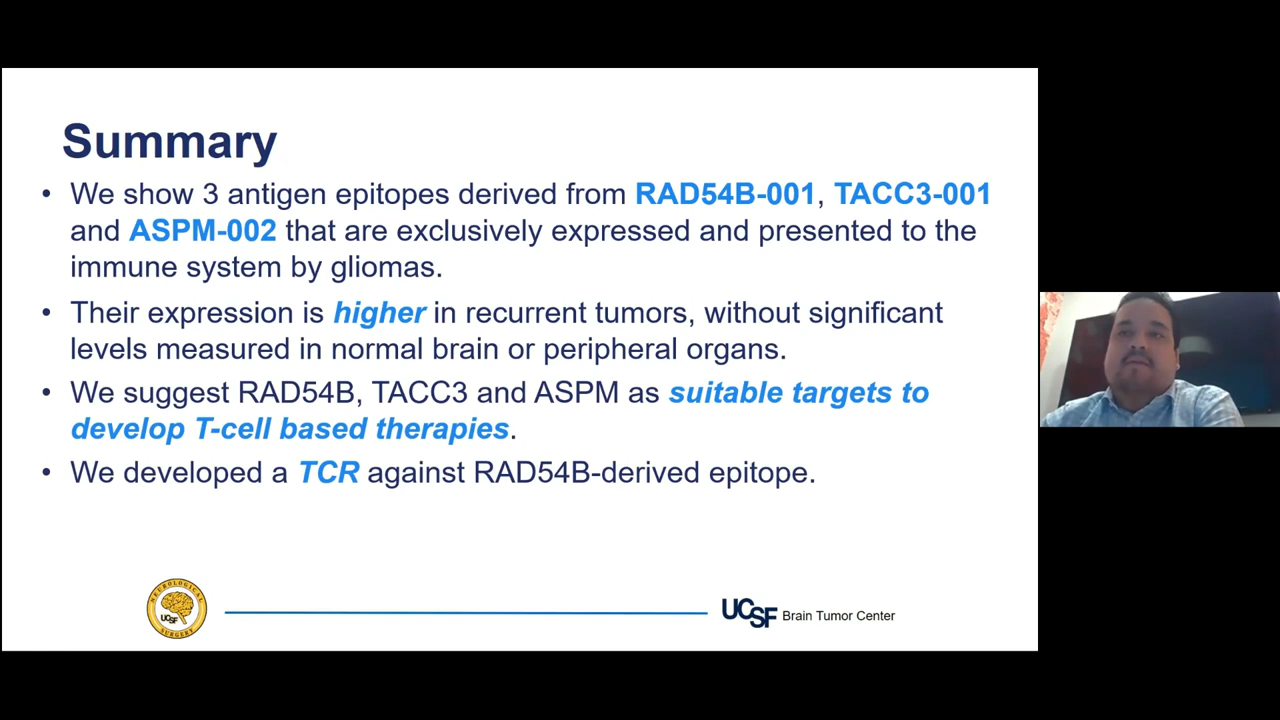 Summary
• We show 3 antigen epitopes derived from RAD54B-001, TACC3-001
and ASPM-002 that are exclusively expressed and presented to the
immune system by gliomas.
• Their expression is higher in recurrent tumors, without significant
levels measured in normal brain or peripheral organs.
• We suggest RAD54B, TACC3 and ASPM as suitable targets to
develop T-cell based therapies.
• We developed a TCR against RAD54B-derived epitope.
NEUROLOGICAL
UCSF
SURGERY
UCSF Brain Tumor Center